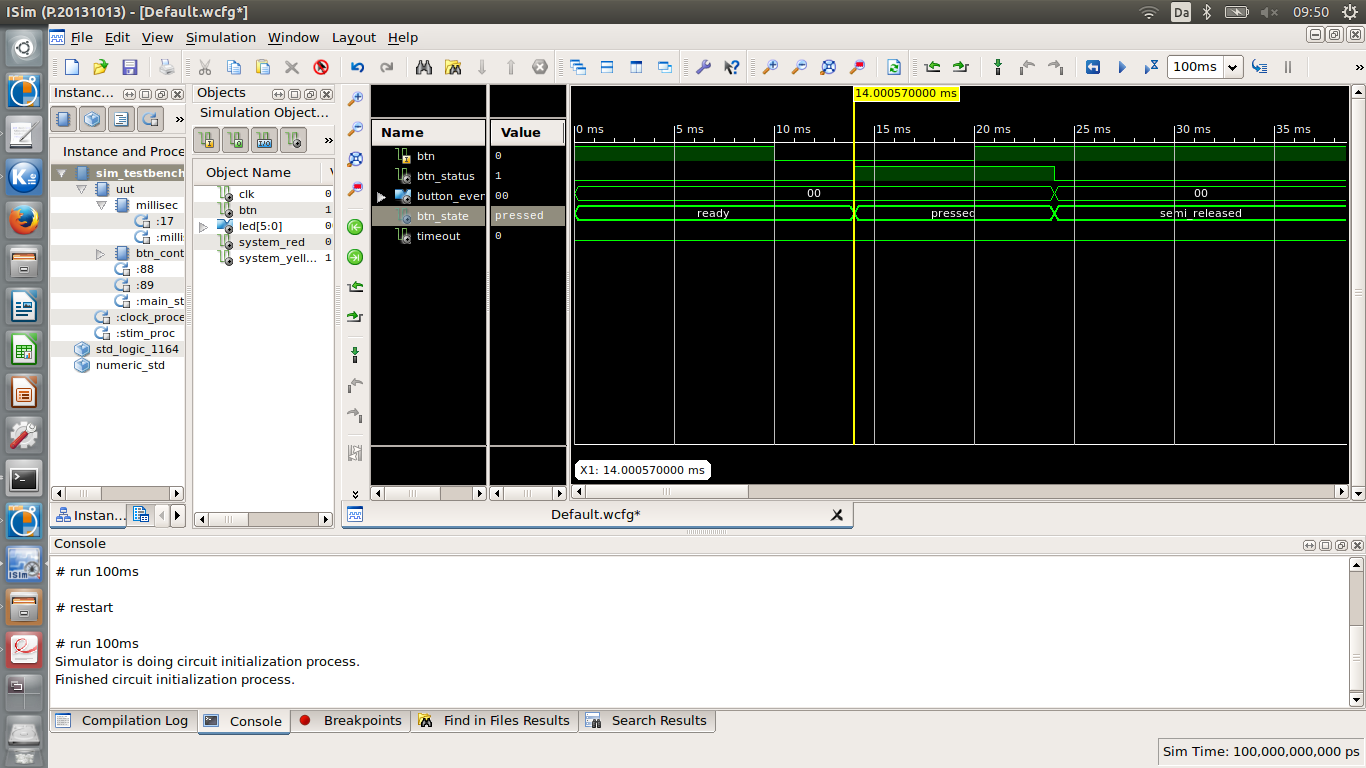 ISim (P.20131013) - [Default.wcfg*]
Da
09:50
File Edit View Simulation Window Layout Help
100ms
»
Instanc...
Instance and Proce
sim_testbench
uut
millisec
:17
:milli
btn_cont
:88
:89
:main_st
:clock_proce
:stim_proc
std_logic_1164
numeric_std
Instan...
Objects
Simulation Object...
»
Object Name
clk 0
btn 1
led[5:0] 0
system_red 0
system_yell... 1
Name Value
btn 0
btn_status 1
button_ever 00
btn_state pressed
timeout 0
14.000570000 ms
0 ms 5 ms 10 ms 15 ms 20 ms 25 ms 30 ms 35 ms
00 00
ready pressed semi_released
X1: 14.000570000 ms
Default.wcfg*
Console
# run 100ms
# restart
# run 100ms
Simulator is doing circuit initialization process.
Finished circuit initialization process.
Compilation Log Console Breakpoints Find in Files Results Search Results
Sim Time: 100,000,000,000 ps